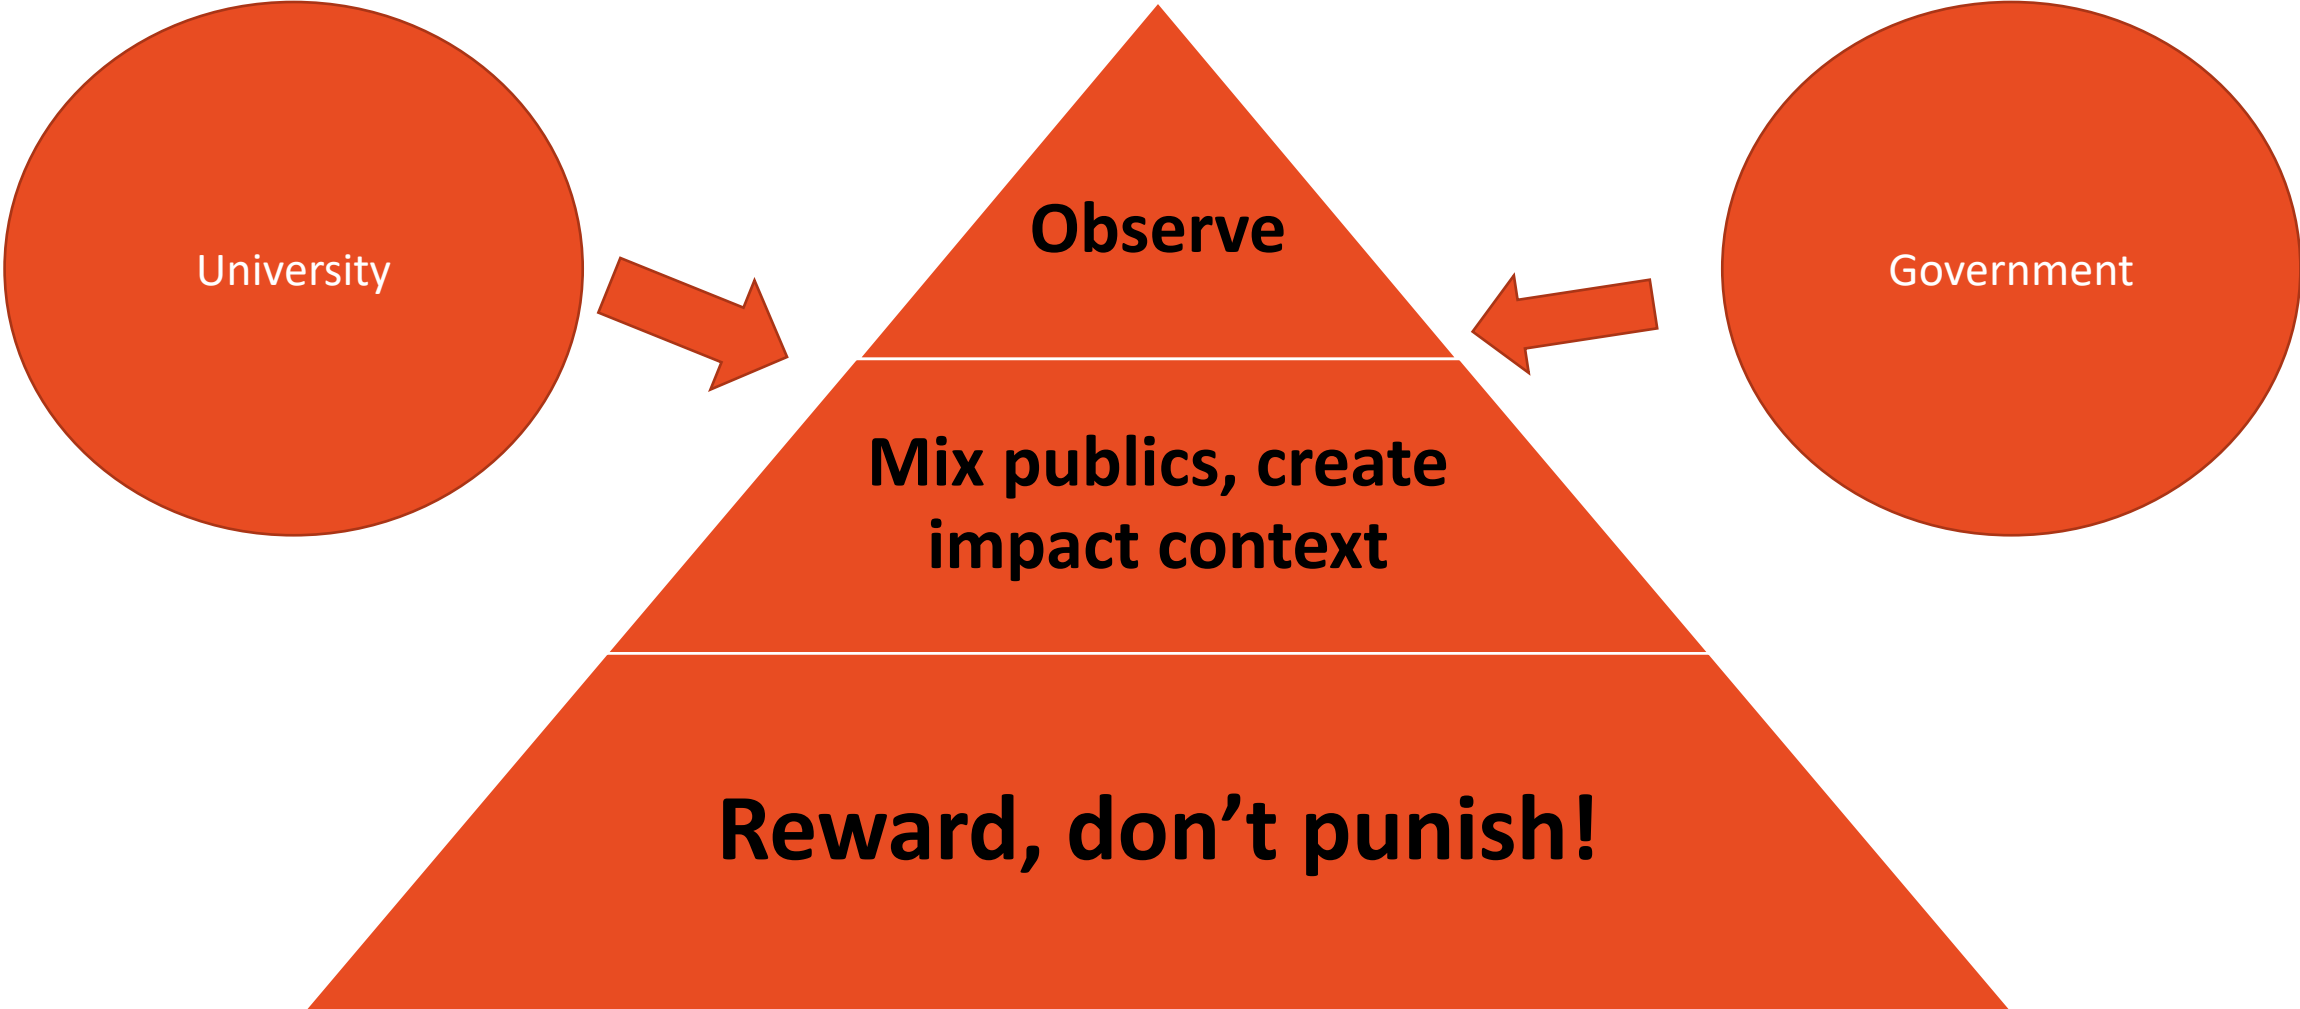 Observe
University
Government
Mix publics, create
impact context
Reward, don’t punish!